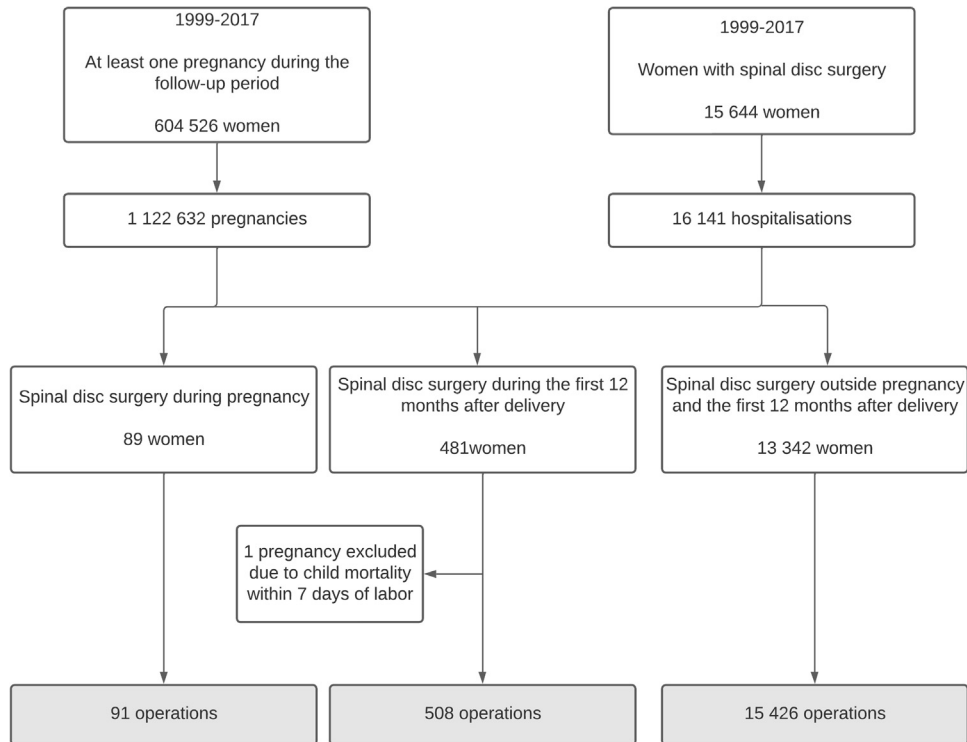 1999-2017
At least one pregnancy during the
follow-up period
604 526 women
1999-2017
Women with spinal disc surgery
15 644 women
1 122 632 pregnancies
16 141 hospitalisations
Spinal disc surgery during pregnancy
89 women
Spinal disc surgery during the first 12
months after delivery
481women
Spinal disc surgery outside pregnancy
and the first 12 months after delivery
13 342 women
1 pregnancy excluded
due to child mortality
within 7 days of labor
91 operations
508 operations
15 426 operations